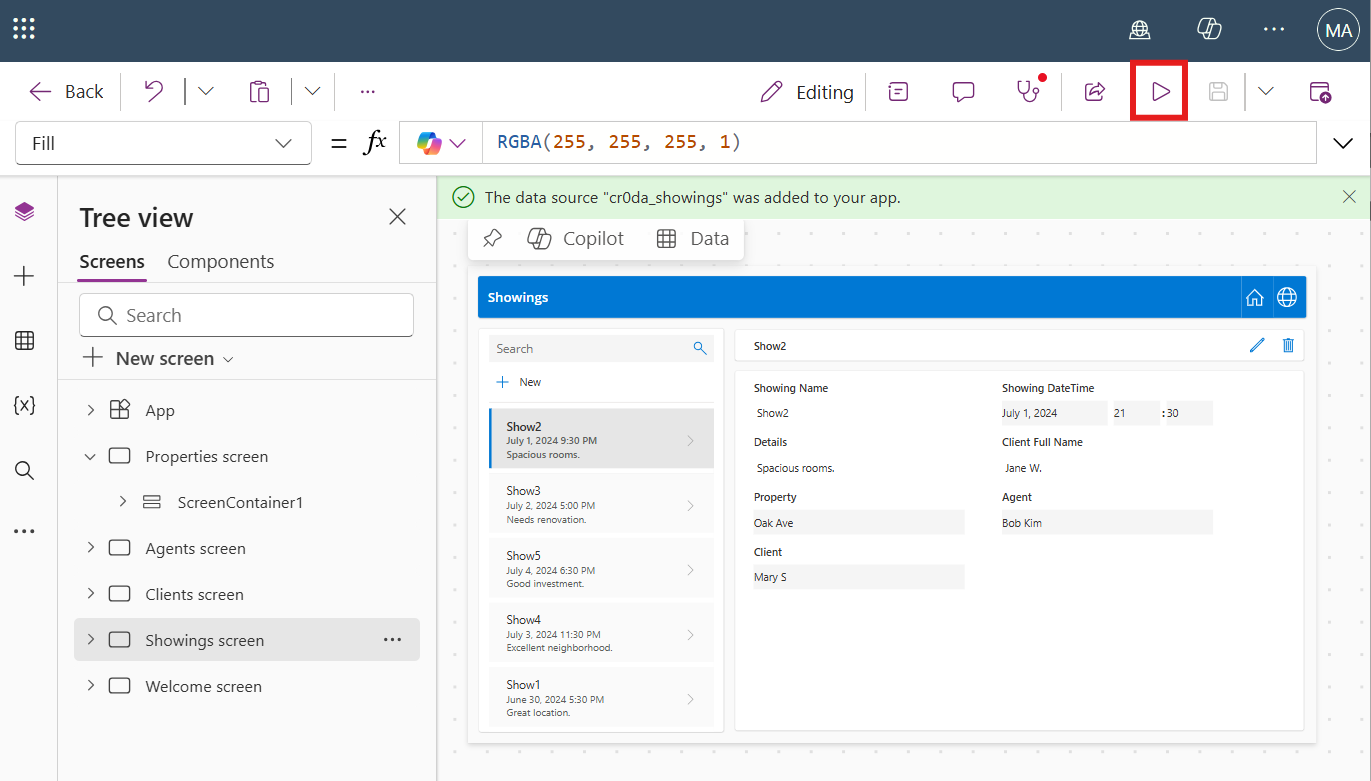 MA
Back
Editing
Fill
= fx
RGBA(255, 255, 255, 1)
Tree view
Screens Components
Search
New screen
App
Properties screen
ScreenContainer1
Agents screen
Clients screen
Showings screen
Welcome screen
The data source "cr0da_showings" was added to your app.
Copilot Data
Showings
Search
New
Show2
July 1, 2024 9:30 PM
Spacious rooms.
Show3
July 2, 2024 5:00 PM
Needs renovation.
Show5
July 4, 2024 6:30 PM
Good investment.
Show4
July 3, 2024 11:30 PM
Excellent neighborhood.
Show1
June 30, 2024 5:30 PM
Great location.
Show2
Showing Name
Show2
Showing DateTime
July 1, 2024 21 :30
Details
Spacious rooms.
Client Full Name
Jane W.
Property
Oak Ave
Agent
Bob Kim
Client
Mary S